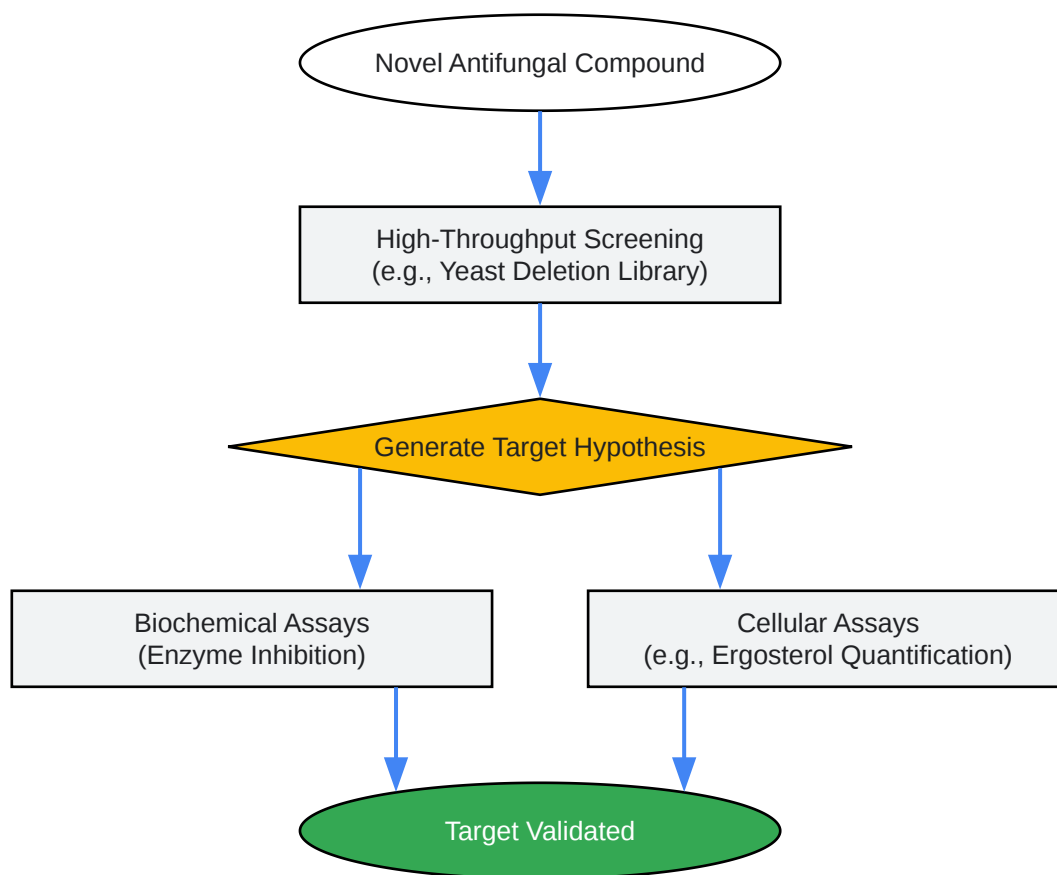 Novel Antifungal Compound
High-Throughput Screening
(e.g., Yeast Deletion Library)
Generate Target Hypothesis
Biochemical Assays
(Enzyme Inhibition)
Cellular Assays
(e.g., Ergosterol Quantification)
Target Validated